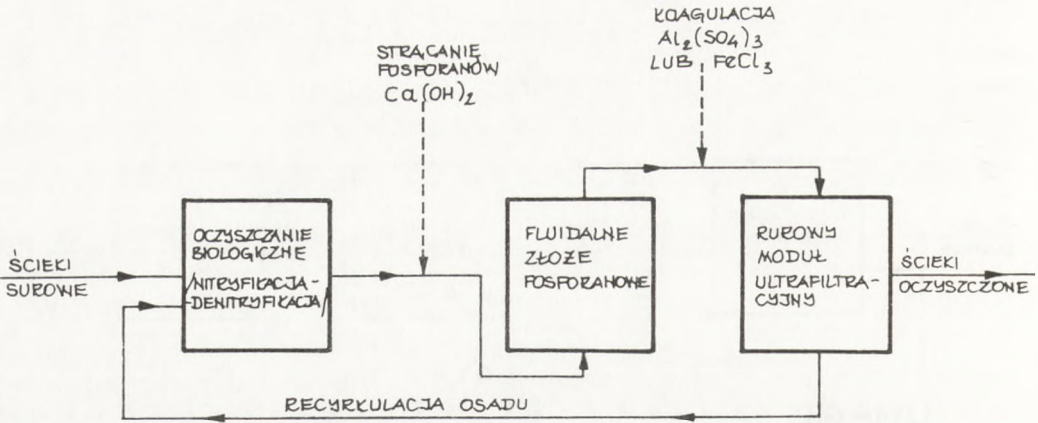 KOAGULACJA
Al₂(SO₄)₃
LUB FeCl₃
STRĄCANIE
FOSFORANÓW
Ca(OH)₂
OCZYSZCZANIE
BIOLOGICZNE
/NITRYFIKACJA-
-DENITRYFIKACJA/
FLUIDALNE
ZŁOŻE
FOSFORANOWE
RUROWY
MODUŁ
ULTRAFILTRA-
CYJNY
ŚCIEKI
SUROWE
ŚCIEKI
OCZYSZCZONE
RECYRKULACJA OSADU